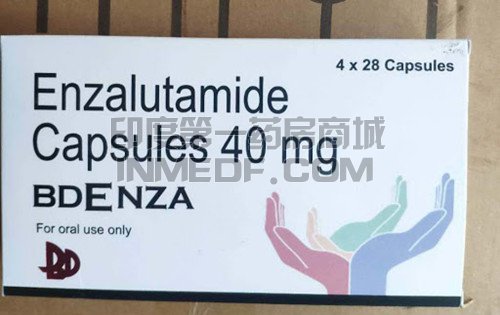 4 x 28 Capsules
Enzalutamide
印度第一药房商城
Capsules 40 mg
INMEDF.COM
BDENZA
For oral use only
BD